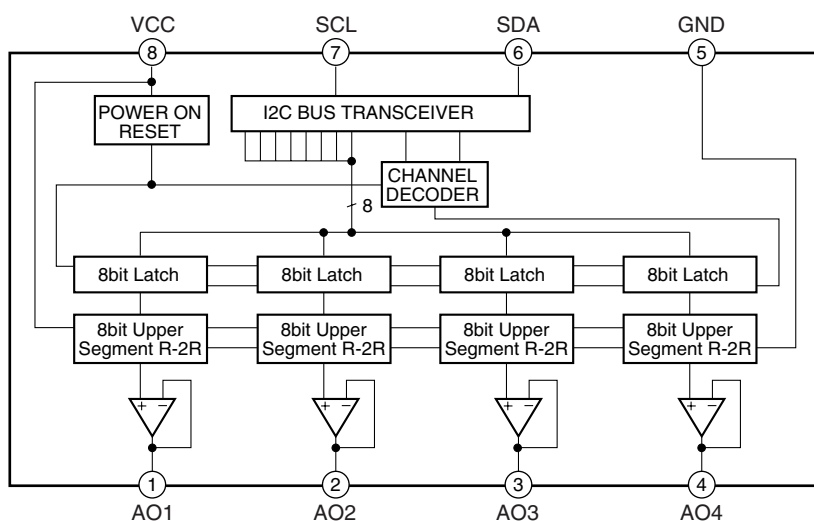 VCC SCL SDA GND
8 7 6 5
POWER ON
RESET
I2C BUS TRANSCEIVER
CHANNEL
DECODER
8
8bit Latch 8bit Latch 8bit Latch 8bit Latch
8bit Upper 8bit Upper 8bit Upper 8bit Upper
Segment R-2R Segment R-2R Segment R-2R Segment R-2R
+ − + − + − + −
1 2 3 4
AO1 AO2 AO3 AO4